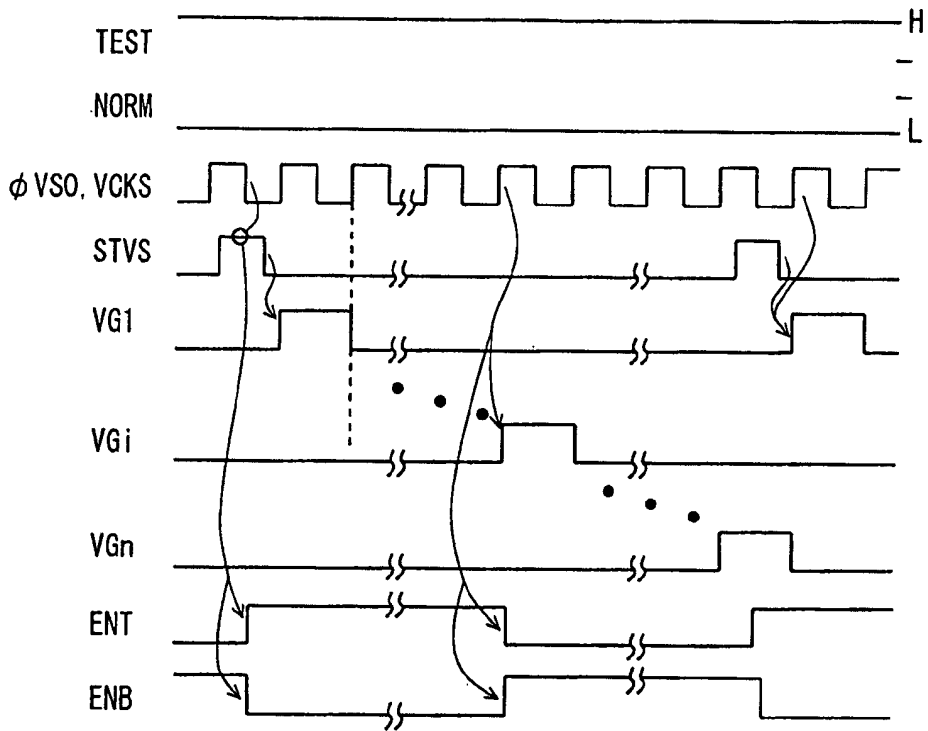 TEST
H
NORM
L
φVSO, VCKS
STVS
VG1
VGi
VGn
ENT
ENB